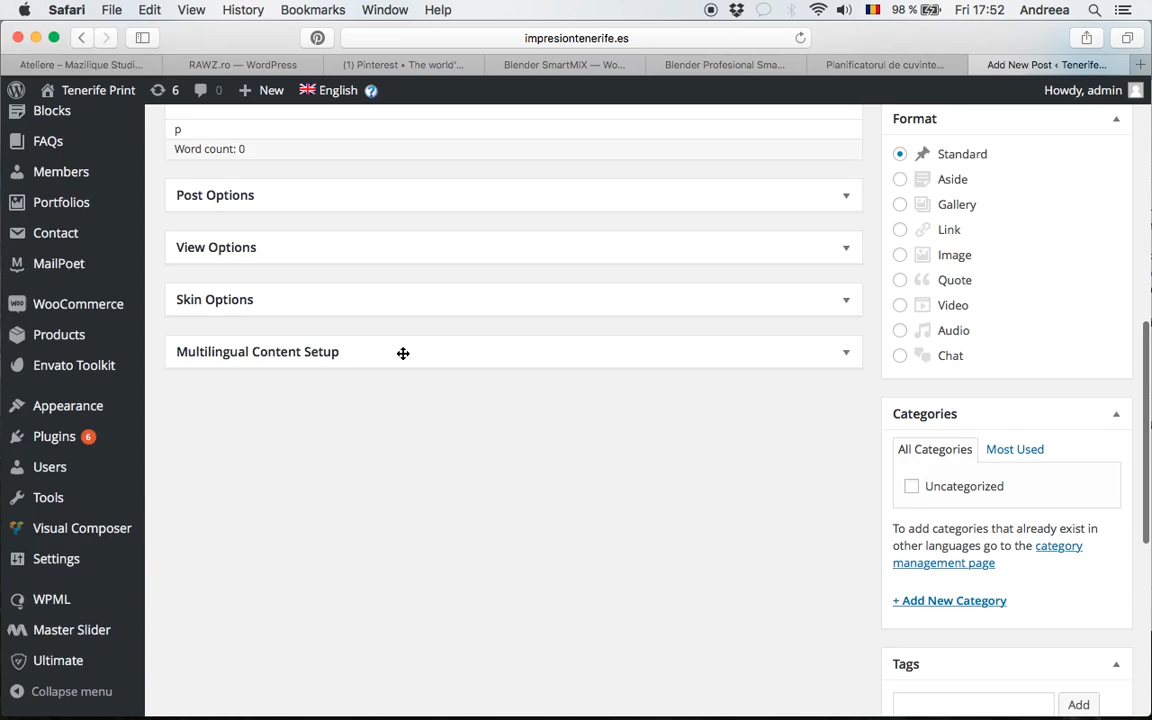 Safari File Edit View History Bookmarks Window Help 98 % Fri 17:52 Andreea
impresiontenerife.es
Ateliere – Mazilique Studi... RAWZ.ro — WordPress (1) Pinterest • The world'... Blender SmartMIX — Wo... Blender Profesional Sma... Planificatorul de cuvinte... Add New Post ‹ Tenerife...
Tenerife Print 6 0 New English Howdy, admin
Blocks
FAQs
Members
Portfolios
Contact
MailPoet
WooCommerce
Products
Envato Toolkit
Appearance
Plugins 6
Users
Tools
Visual Composer
Settings
WPML
Master Slider
Ultimate
Collapse menu
p
Word count: 0
Post Options
View Options
Skin Options
Multilingual Content Setup
Format
Standard
Aside
Gallery
Link
Image
Quote
Video
Audio
Chat
Categories
All Categories Most Used
Uncategorized
To add categories that already exist in
other languages go to the category
management page
+ Add New Category
Tags
Add